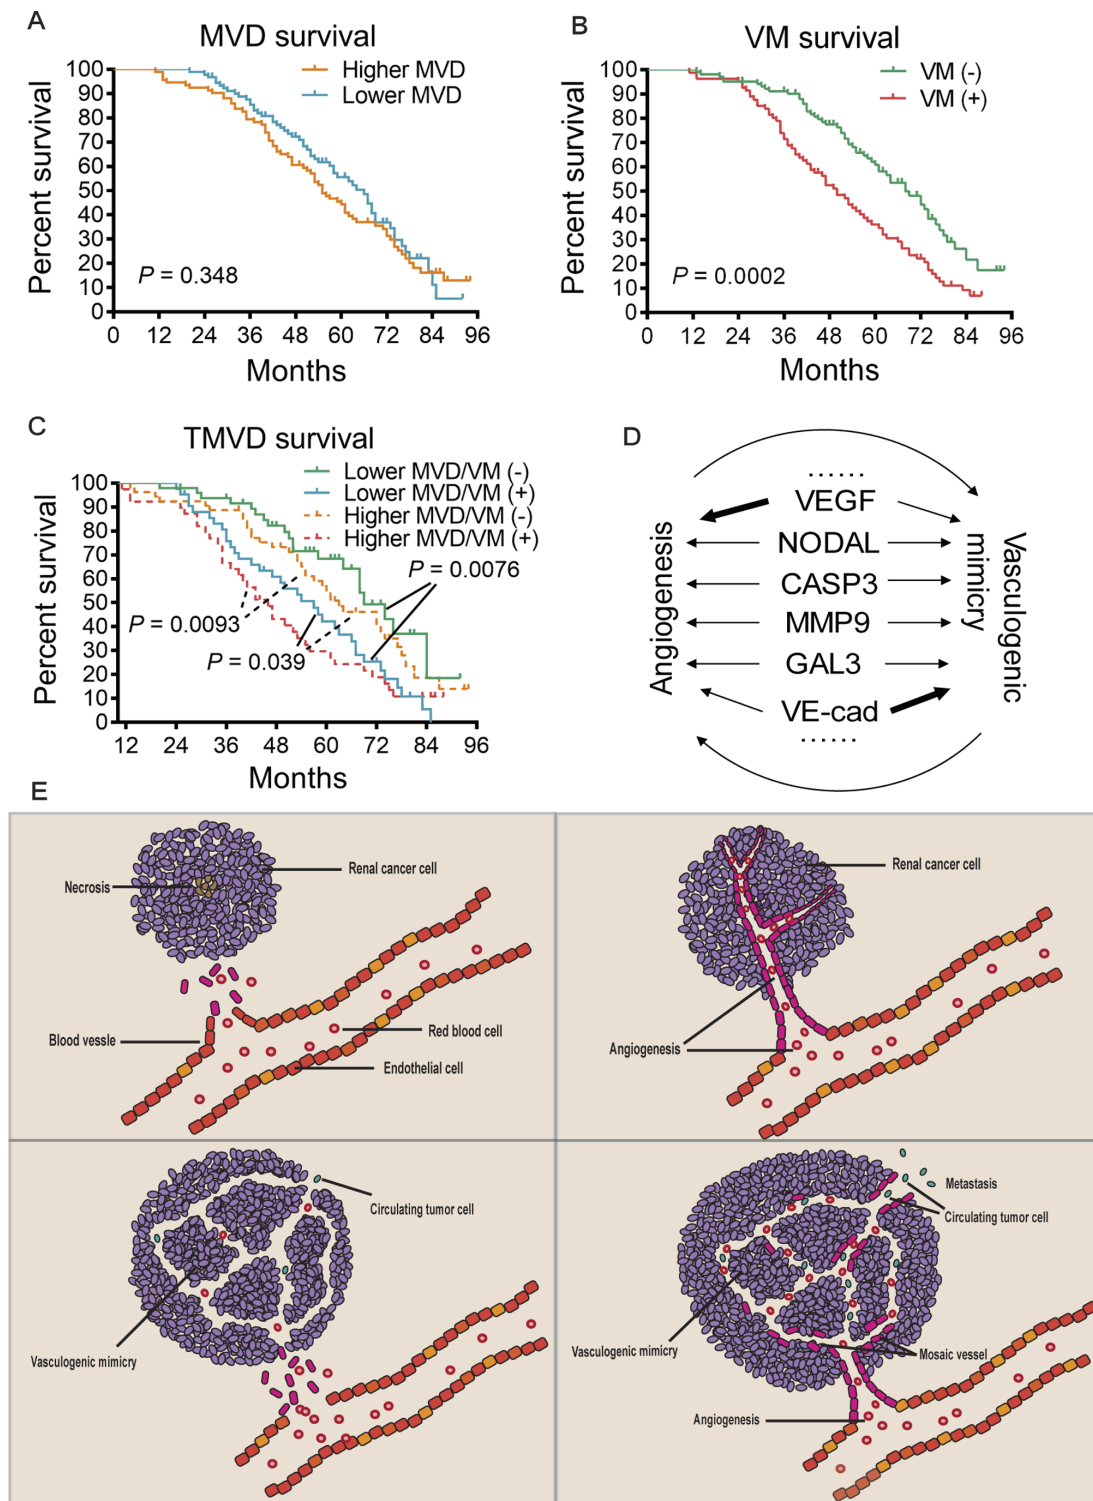 A
MVD survival
Higher MVD
Lower MVD
Percent survival
100
90
80
70
60
50
40
30
20
10
0
P = 0.348
0 12 24 36 48 60 72 84 96
Months
B
VM survival
VM (-)
VM (+)
Percent survival
100
90
80
70
60
50
40
30
20
10
0
P = 0.0002
0 12 24 36 48 60 72 84 96
Months
C
TMVD survival
Lower MVD/VM (-)
Lower MVD/VM (+)
Higher MVD/VM (-)
Higher MVD/VM (+)
Percent survival
100
90
80
70
60
50
40
30
20
10
0
P = 0.0076
P = 0.0093
P = 0.039
12 24 36 48 60 72 84 96
Months
D
Angiogenesis
......
VEGF
NODAL
CASP3
MMP9
GAL3
VE-cad
......
Vasculogenic
mimicry
E
Necrosis
Renal cancer cell
Blood vessle
Red blood cell
Endothelial cell
Renal cancer cell
Angiogenesis
Circulating tumor cell
Vasculogenic mimicry
Metastasis
Circulating tumor cell
Vasculogenic mimicry
Mosaic vessel
Angiogenesis